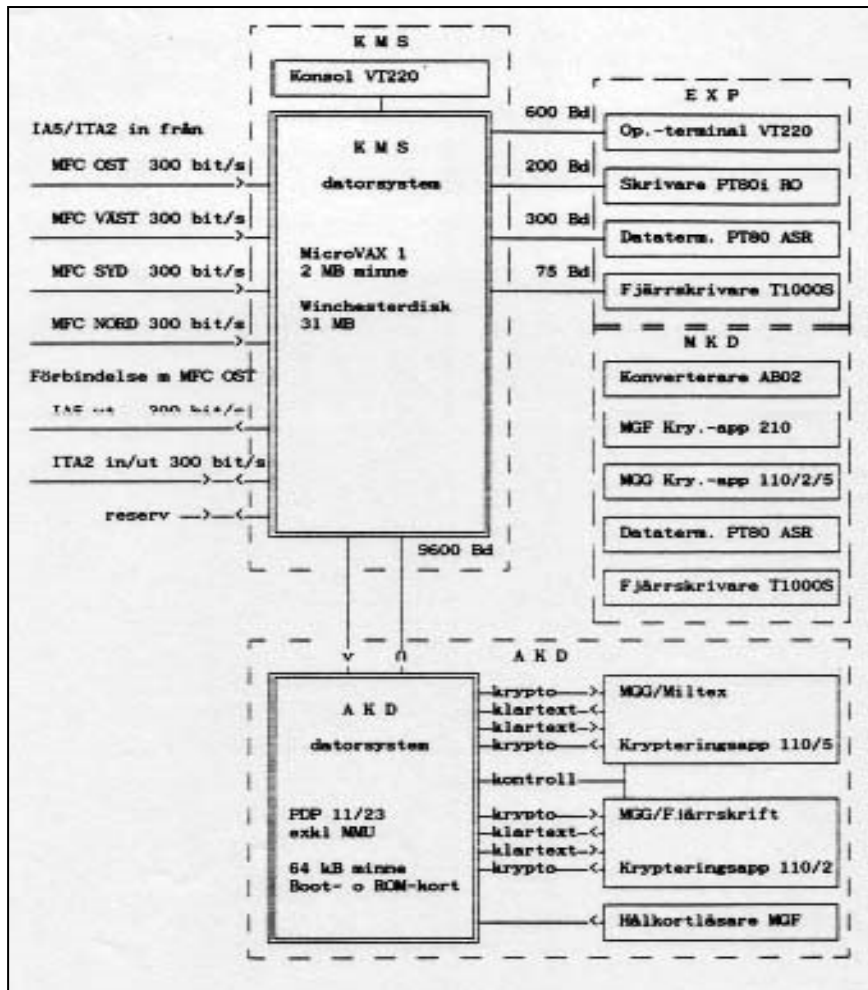 K M S
Konsol VT220
IA5/ITA2 in från
MFC OST 300 bit/s
MFC VÄST 300 bit/s
MFC SYD 300 bit/s
MFC NORD 300 bit/s
Förbindelse m MFC OST
IA5 ut 300 bit/s
ITA2 in/ut 300 bit/s
reserv
K M S
datorsystem
MicroVAX 1
2 MB minne
Winchesterdisk
31 MB
9600 Bd
600 Bd
200 Bd
300 Bd
75 Bd
E X P
Op.-terminal VT220
Skrivare PT80i RO
Dataterm. PT80 ASR
Fjärrskrivare T1000S
M K D
Konverterare AB02
MGF Kry.-app 210
MGG Kry.-app 110/2/5
Dataterm. PT80 ASR
Fjärrskrivare T1000S
A K D
A K D
datorsystem
PDP 11/23
exkl MMU
64 kB minne
Boot- o ROM-kort
krypto
klartext
klartext
krypto
kontroll
krypto
klartext
klartext
krypto
MGG/Miltex
Krypteringsapp 110/5
MGG/Fjärrskrift
Krypteringsapp 110/2
Hålkortläsare MGF